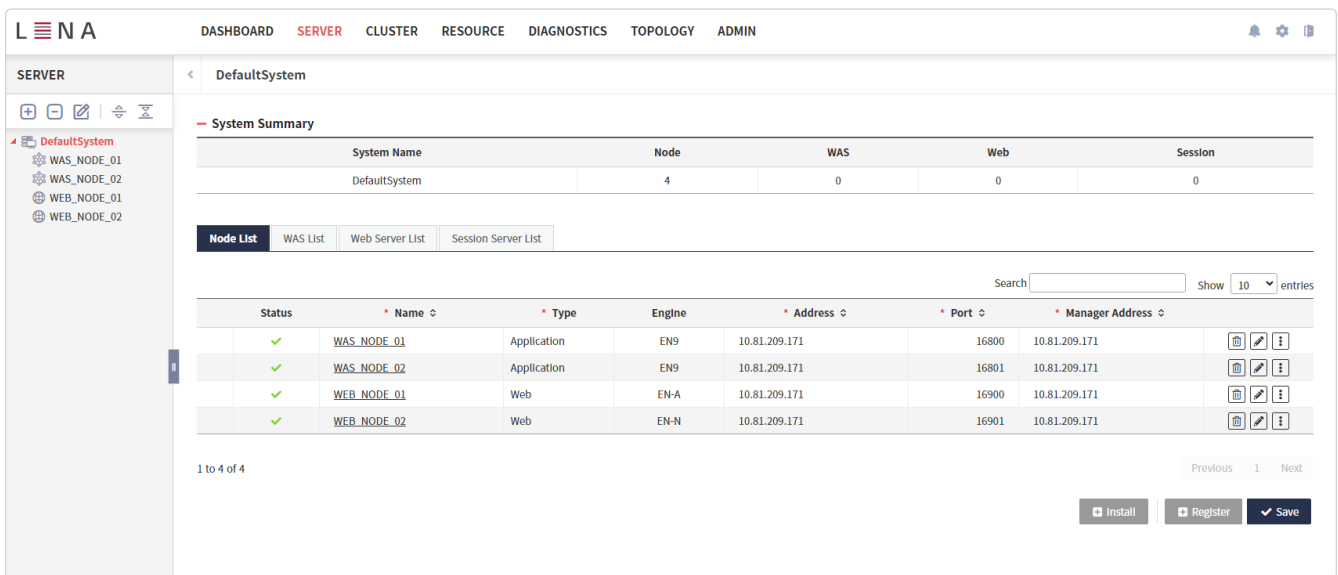 LENA
DASHBOARD SERVER CLUSTER RESOURCE DIAGNOSTICS TOPOLOGY ADMIN
SERVER
DefaultSystem
WAS_NODE_01
WAS_NODE_02
WEB_NODE_01
WEB_NODE_02
DefaultSystem
System Summary
System Name Node WAS Web Session
DefaultSystem 4 0 0 0
Node List WAS List Web Server List Session Server List
Search Show 10 entries
Status * Name * Type Engine * Address * Port * Manager Address
WAS_NODE_01 Application EN9 10.81.209.171 16800 10.81.209.171
WAS_NODE_02 Application EN9 10.81.209.171 16801 10.81.209.171
WEB_NODE_01 Web EN-A 10.81.209.171 16900 10.81.209.171
WEB_NODE_02 Web EN-N 10.81.209.171 16901 10.81.209.171
1 to 4 of 4
Previous 1 Next
Install Register Save